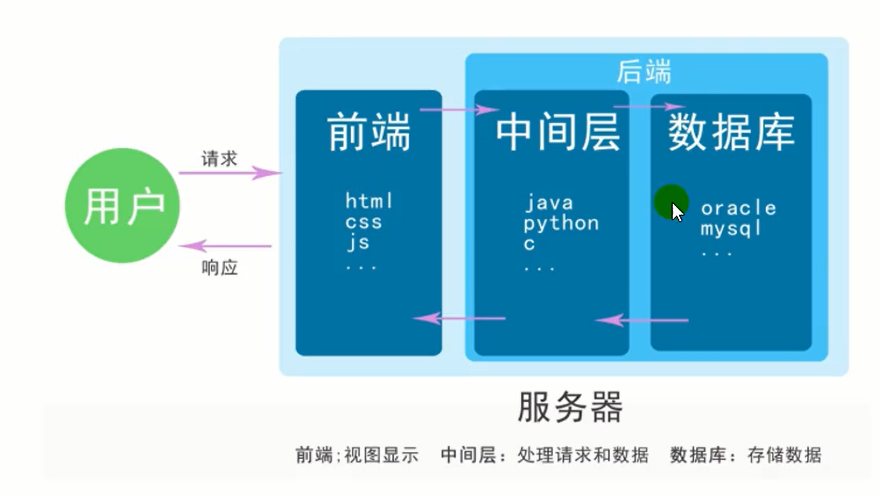 后端
前端
中间层
数据库
请求
用户
响应
html
css
js
...
java
python
c
...
oracle
mysql
...
服务器
前端;视图显示 中间层：处理请求和数据 数据库：存储数据